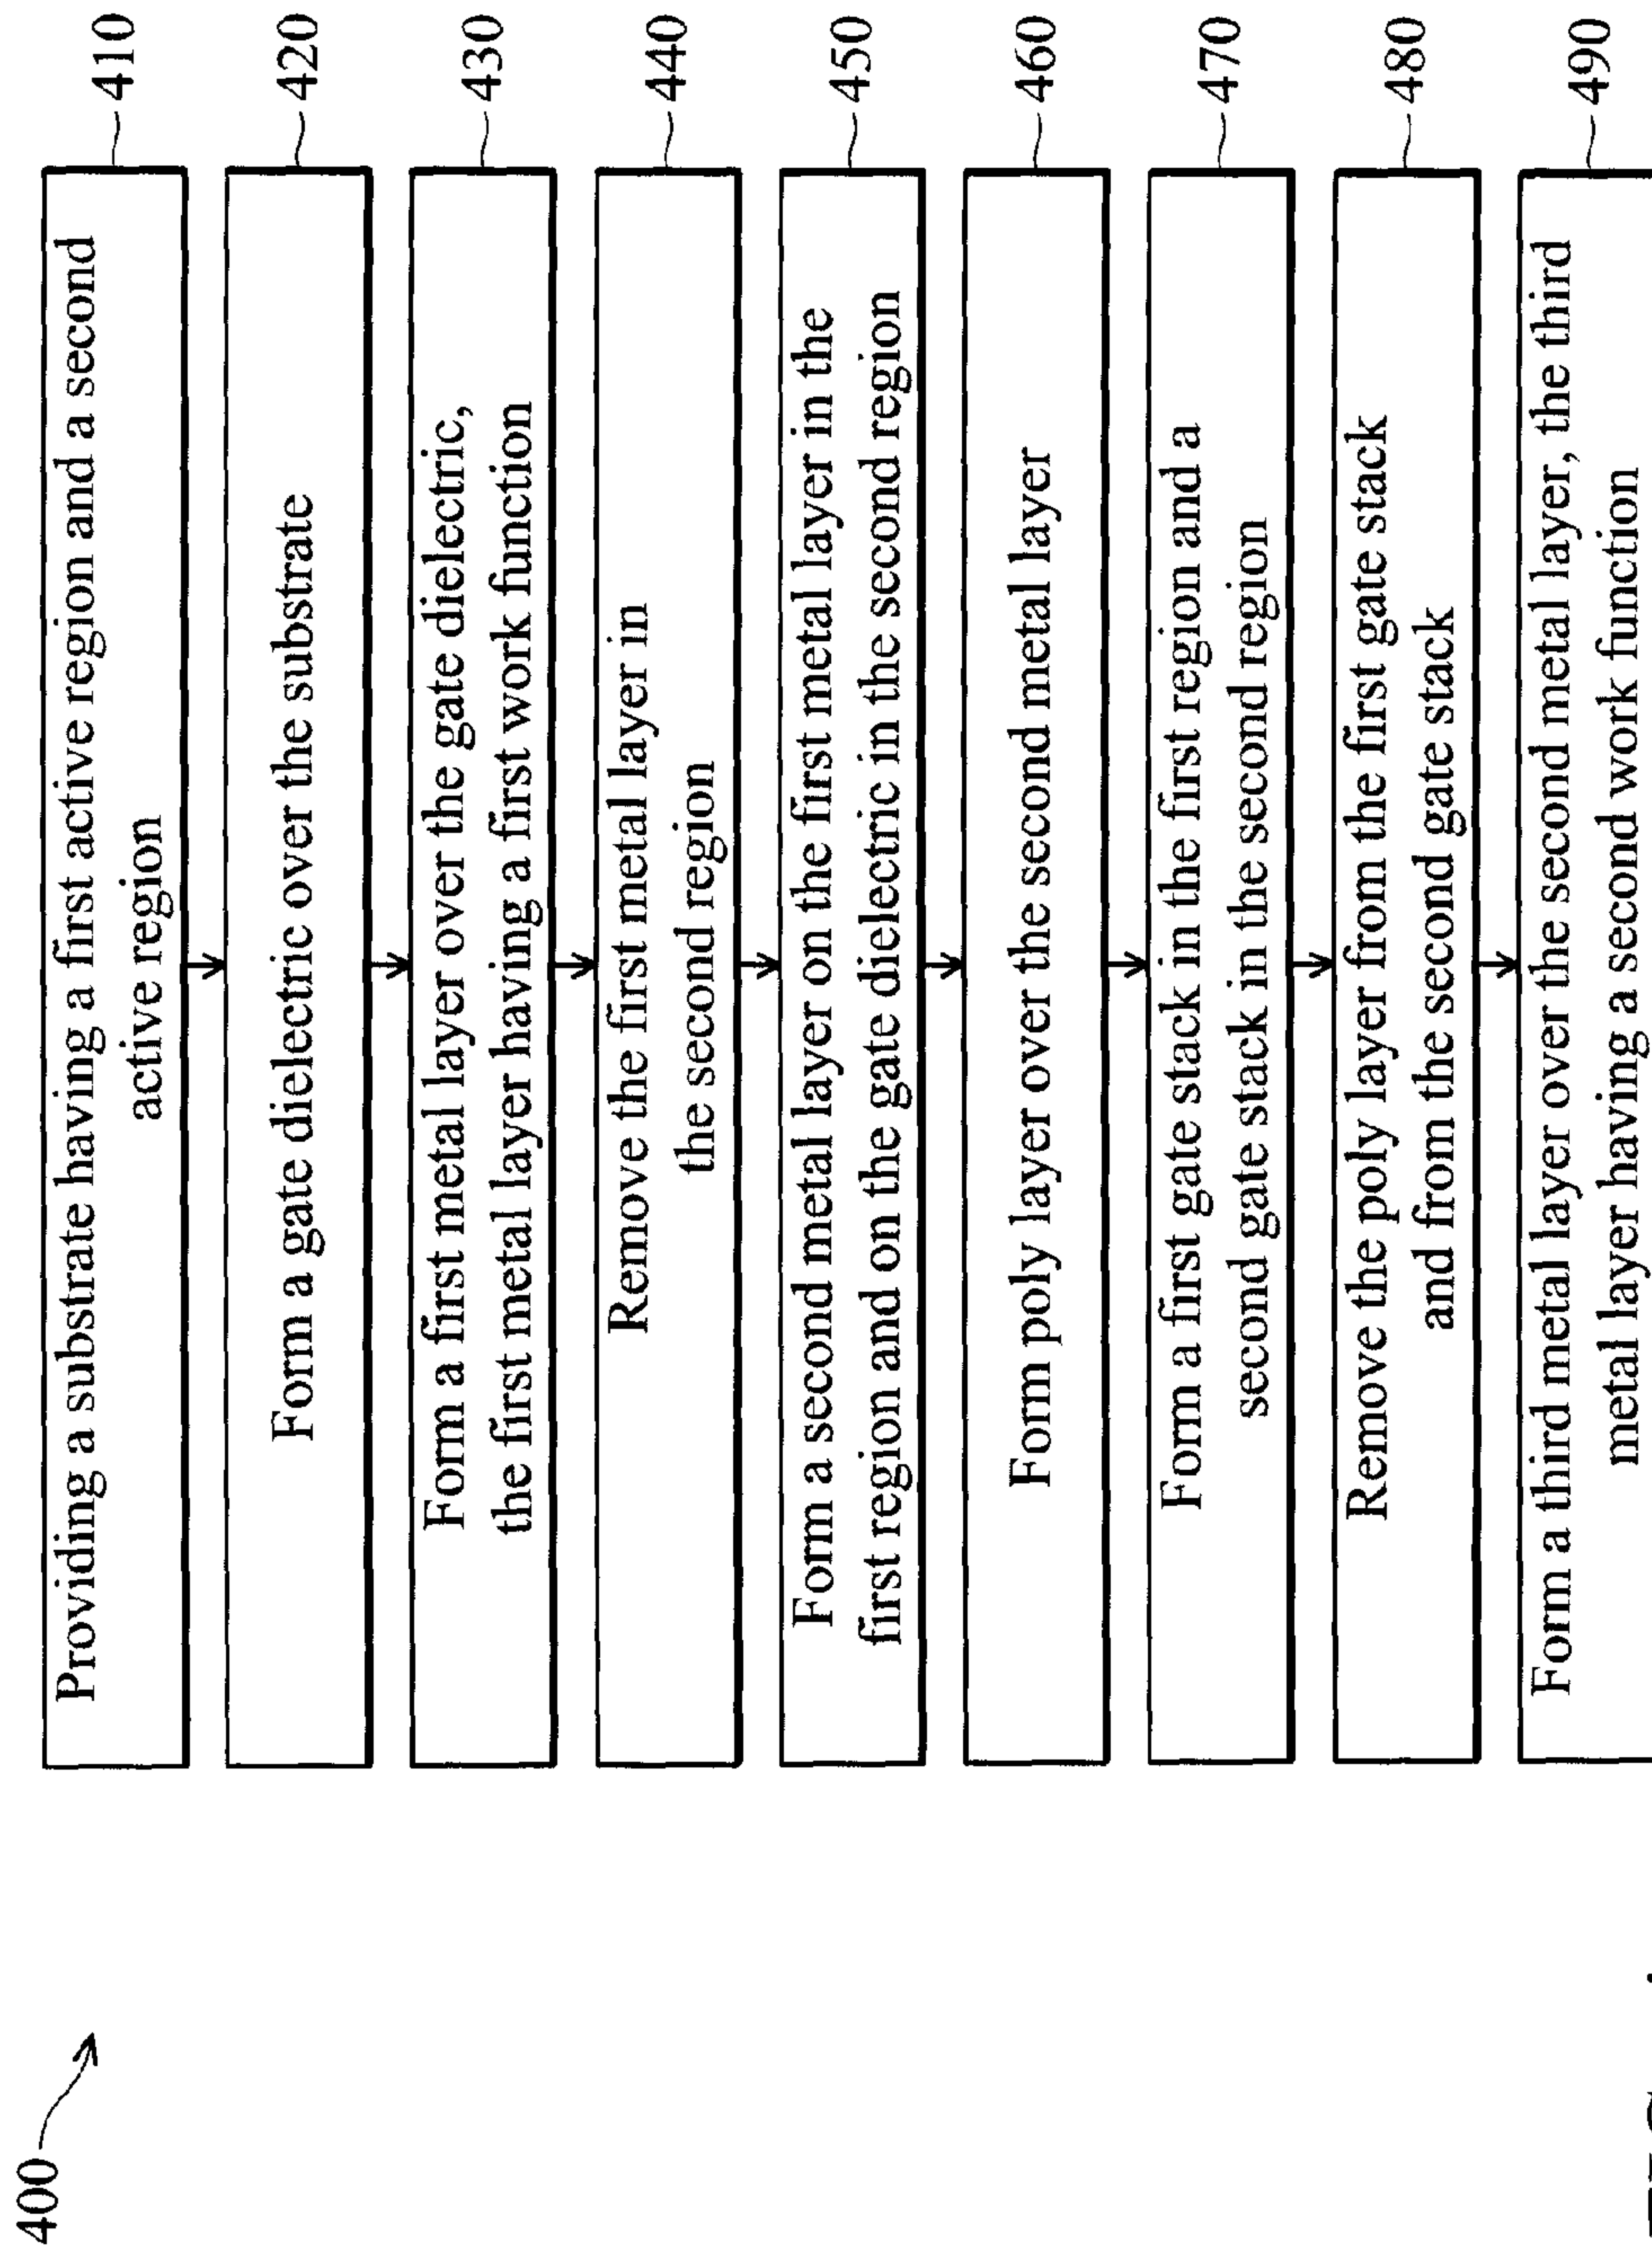 400
Providing a substrate having a first active region and a second
active region
410
Form a gate dielectric over the substrate
420
Form a first metal layer over the gate dielectric,
the first metal layer having a first work function
430
Remove the first metal layer in
the second region
440
Form a second metal layer on the first metal layer in the
first region and on the gate dielectric in the second region
450
Form poly layer over the second metal layer
460
Form a first gate stack in the first region and a
second gate stack in the second region
470
Remove the poly layer from the first gate stack
and from the second gate stack
480
Form a third metal layer over the second metal layer, the third
metal layer having a second work function
490